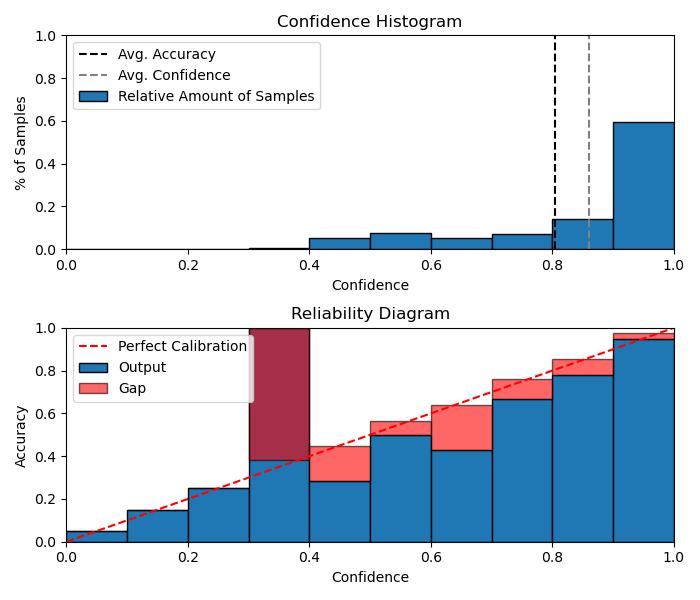 Confidence Histogram
1.0
0.8
0.6
0.4
0.2
0.0
% of Samples
Avg. Accuracy
Avg. Confidence
Relative Amount of Samples
0.0 0.2 0.4 0.6 0.8 1.0
Confidence
Reliability Diagram
1.0
0.8
0.6
0.4
0.2
0.0
Accuracy
Perfect Calibration
Output
Gap
0.0 0.2 0.4 0.6 0.8 1.0
Confidence